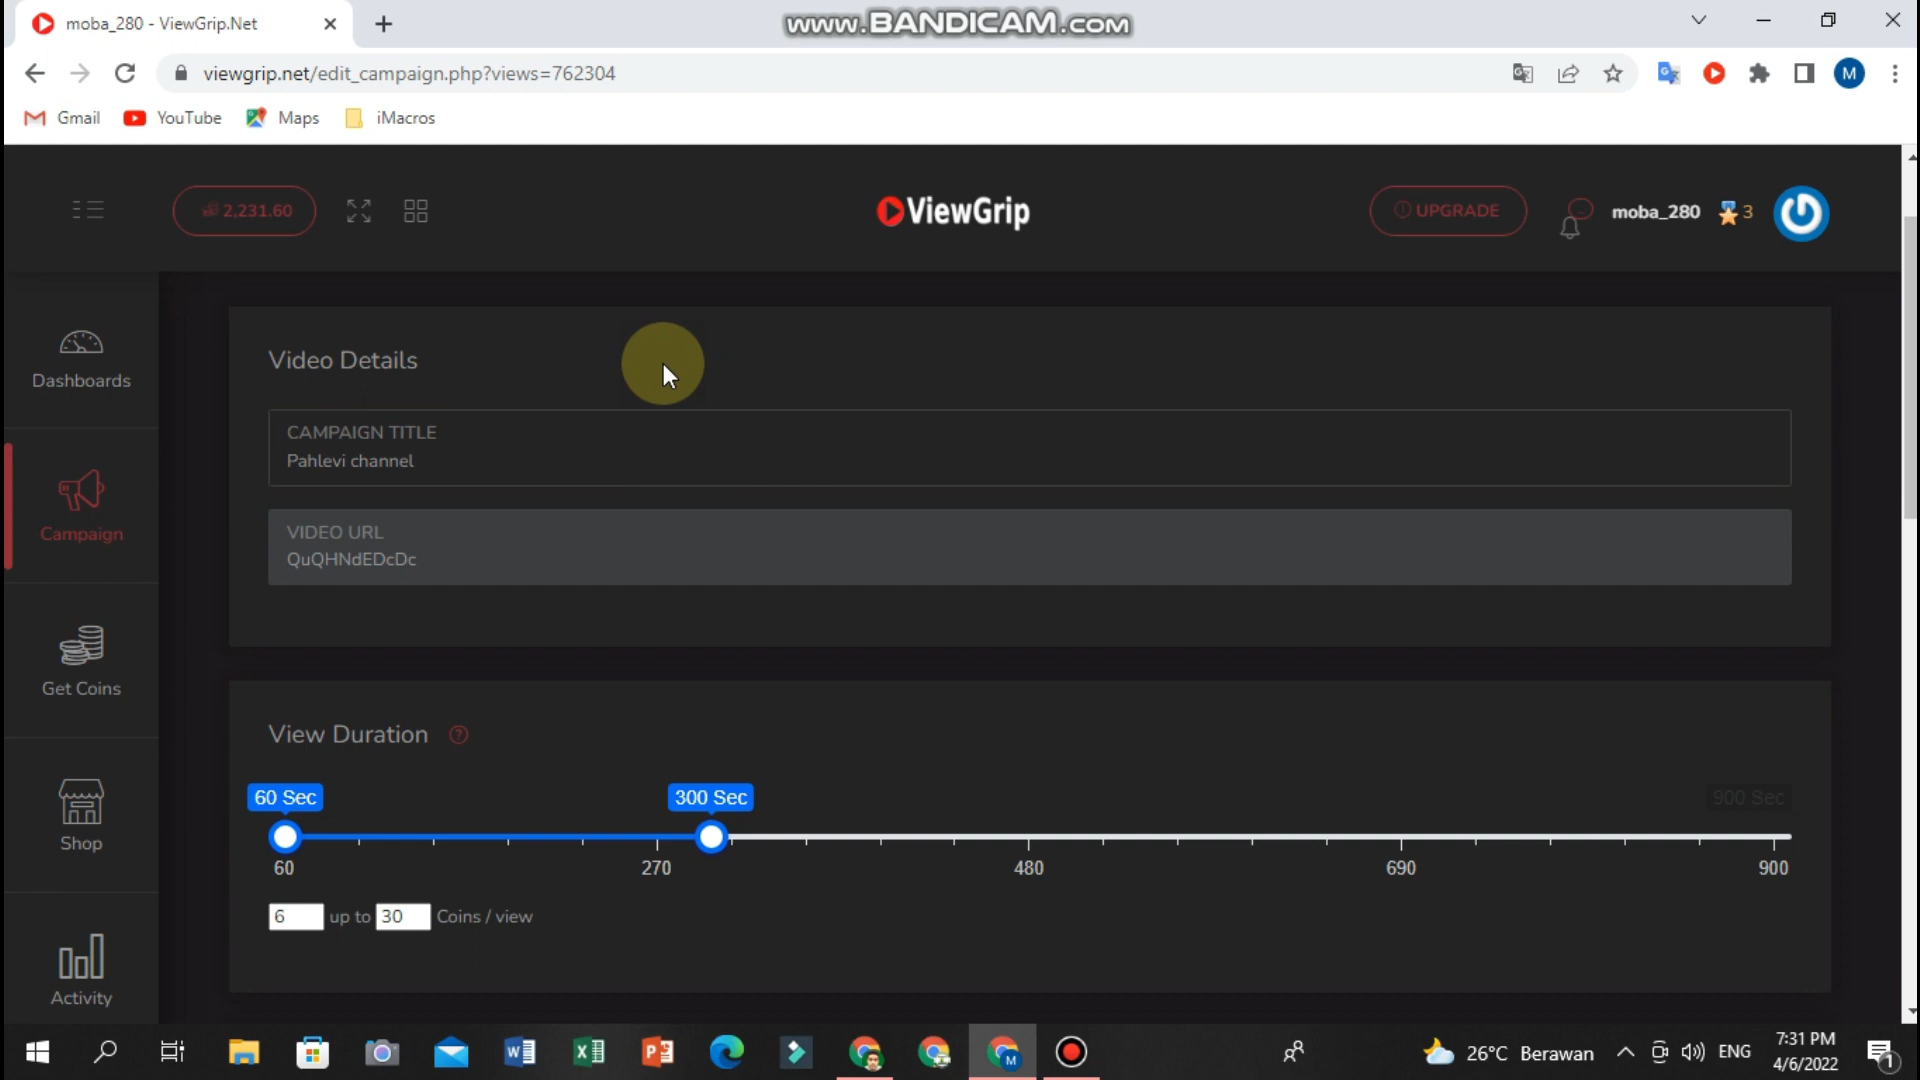 moba_280 - ViewGrip.Net
www.BANDICAM.com
viewgrip.net/edit_campaign.php?views=762304
M
Gmail
YouTube
Maps
iMacros
2,231.60
ViewGrip
UPGRADE
moba_280
3
Dashboards
Campaign
Get Coins
Shop
Activity
Video Details
CAMPAIGN TITLE
Pahlevi channel
VIDEO URL
QuQHNdEDcDc
View Duration ?
60 Sec
300 Sec
900 Sec
60
270
480
690
900
6 up to 30 Coins / view
26°C Berawan
ENG
7:31 PM
4/6/2022
1